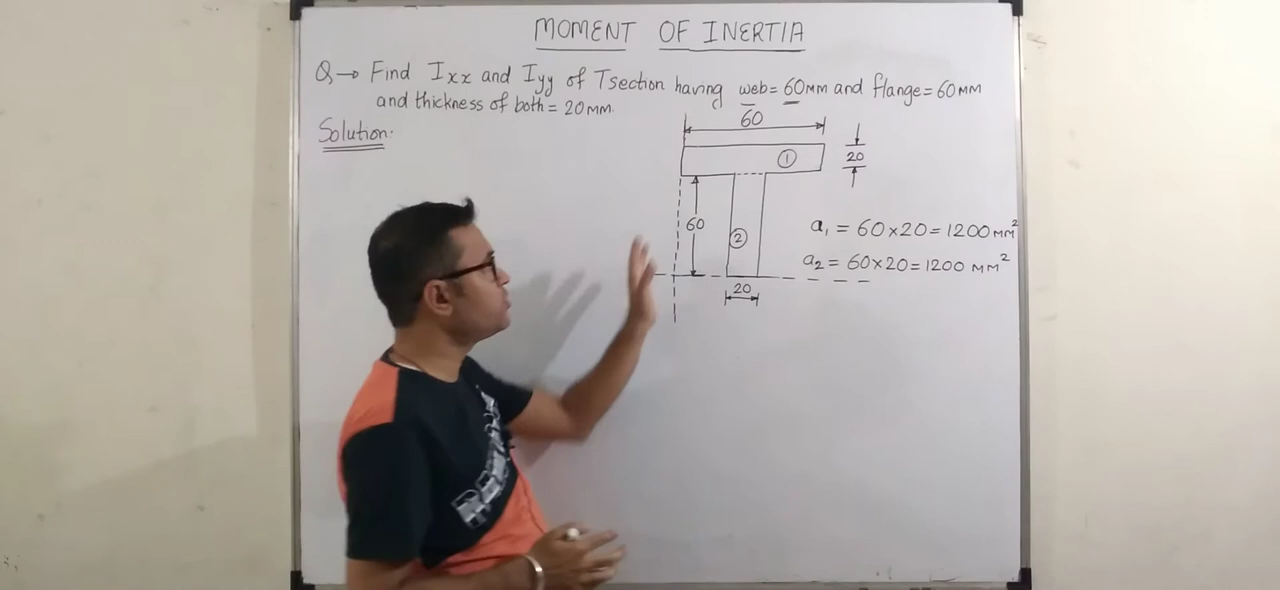 MOMENT OF INERTIA
Q→ Find Ixx and Iyy of Tsection having web= 60MM and flange= 60MM
and thickness of both = 20MM.
Solution:
60
①
20
60
②
a₁ = 60×20= 1200 MM²
a₂ = 60×20= 1200 MM²
20